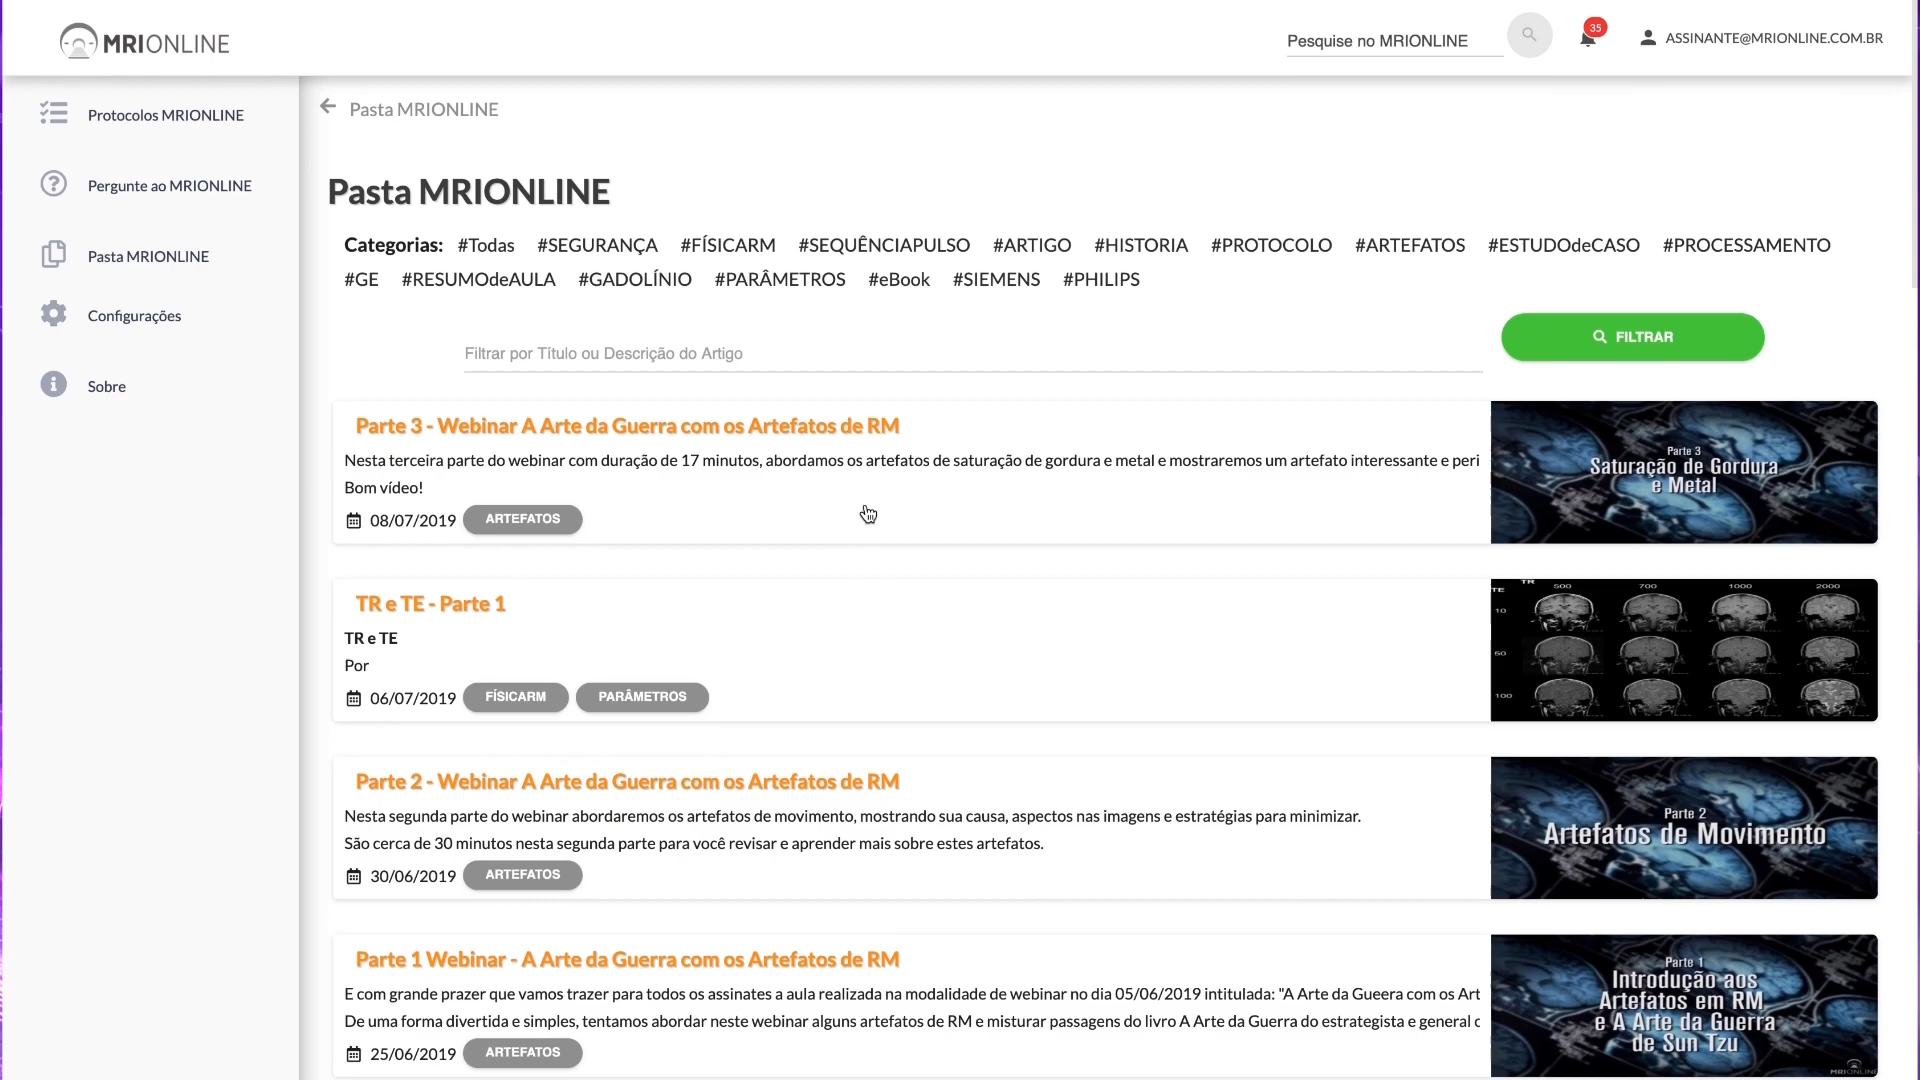 MRIONLINE
Pesquise no MRIONLINE
35
ASSINANTE@MRIONLINE.COM.BR
Protocolos MRIONLINE
Pergunte ao MRIONLINE
Pasta MRIONLINE
Configurações
Sobre
Pasta MRIONLINE
Pasta MRIONLINE
Categorias: #Todas #SEGURANÇA #FÍSICARM #SEQUÊNCIAPULSO #ARTIGO #HISTORIA #PROTOCOLO #ARTEFATOS #ESTUDOdeCASO #PROCESSAMENTO
#GE #RESUMOdeAULA #GADOLÍNIO #PARÂMETROS #eBook #SIEMENS #PHILIPS
Filtrar por Título ou Descrição do Artigo
FILTRAR
Parte 3 - Webinar A Arte da Guerra com os Artefatos de RM
Nesta terceira parte do webinar com duração de 17 minutos, abordamos os artefatos de saturação de gordura e metal e mostraremos um artefato interessante e peri
Bom vídeo!
08/07/2019 ARTEFATOS
Parte 3
Saturação de Gordura
e Metal
TR e TE - Parte 1
TR e TE
Por
06/07/2019 FÍSICARM PARÂMETROS
TR 500 700 1000 2000
TE
10
50
100
Parte 2 - Webinar A Arte da Guerra com os Artefatos de RM
Nesta segunda parte do webinar abordaremos os artefatos de movimento, mostrando sua causa, aspectos nas imagens e estratégias para minimizar.
São cerca de 30 minutos nesta segunda parte para você revisar e aprender mais sobre estes artefatos.
30/06/2019 ARTEFATOS
Parte 2
Artefatos de Movimento
Parte 1 Webinar - A Arte da Guerra com os Artefatos de RM
E com grande prazer que vamos trazer para todos os assinates a aula realizada na modalidade de webinar no dia 05/06/2019 intitulada: "A Arte da Gueera com os Art
De uma forma divertida e simples, tentamos abordar neste webinar alguns artefatos de RM e misturar passagens do livro A Arte da Guerra do estrategista e general c
25/06/2019 ARTEFATOS
Parte 1
Introdução aos
Artefatos em RM
e A Arte da Guerra
de Sun Tzu
MRIONLINE